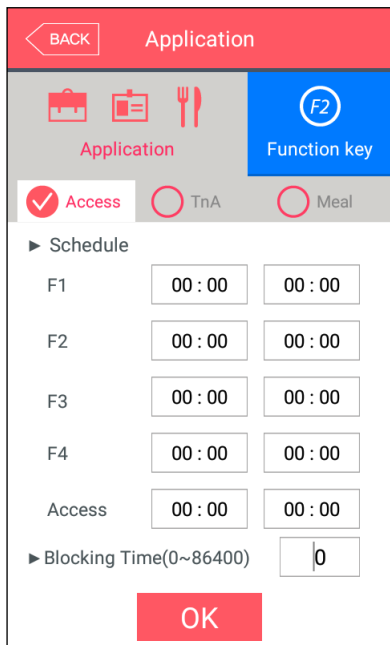 BACK Application
F2
Application Function key
Access TnA Meal
► Schedule
F1 00 : 00 00 : 00
F2 00 : 00 00 : 00
F3 00 : 00 00 : 00
F4 00 : 00 00 : 00
Access 00 : 00 00 : 00
►Blocking Time(0~86400) 0
OK